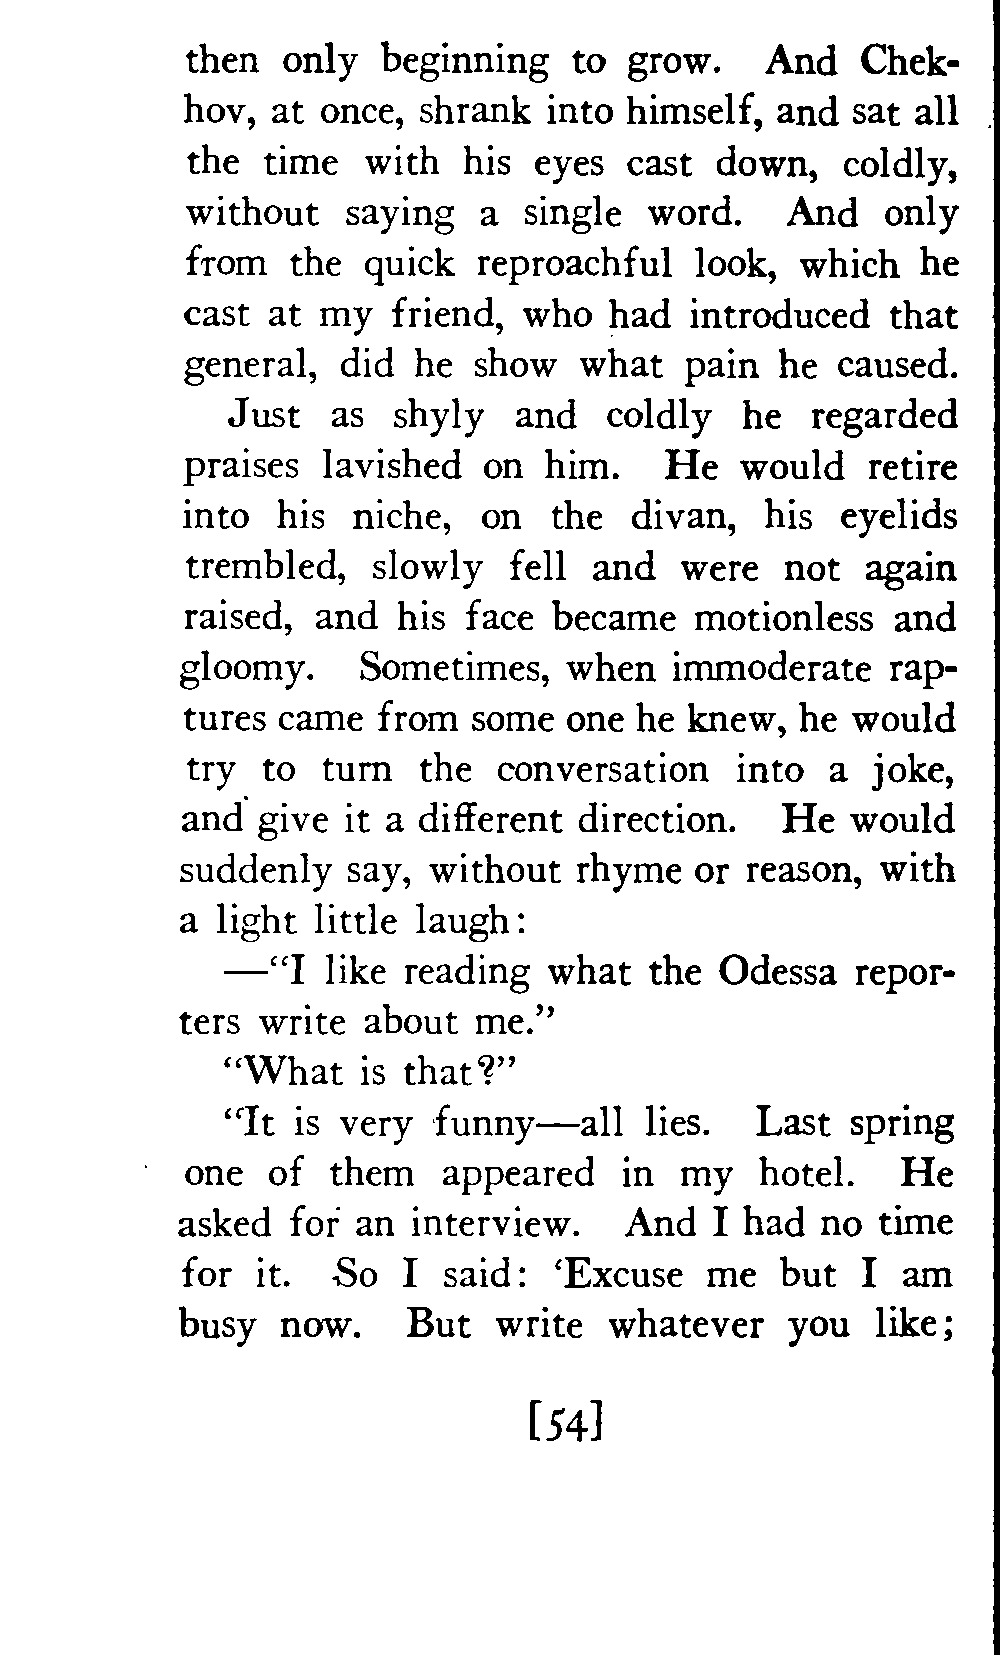 then only beginning to grow. And Chek-
hov, at once, shrank into himself, and sat all
the time with his eyes cast down, coldly,
without saying a single word. And only
from the quick reproachful look, which he
cast at my friend, who had introduced that
general, did he show what pain he caused.
Just as shyly and coldly he regarded
praises lavished on him. He would retire
into his niche, on the divan, his eyelids
trembled, slowly fell and were not again
raised, and his face became motionless and
gloomy. Sometimes, when immoderate rap-
tures came from some one he knew, he would
try to turn the conversation into a joke,
and give it a different direction. He would
suddenly say, without rhyme or reason, with
a light little laugh:
—"I like reading what the Odessa repor-
ters write about me."
"What is that?"
"It is very funny—all lies. Last spring
one of them appeared in my hotel. He
asked for an interview. And I had no time
for it. So I said: 'Excuse me but I am
busy now. But write whatever you like;
[54]